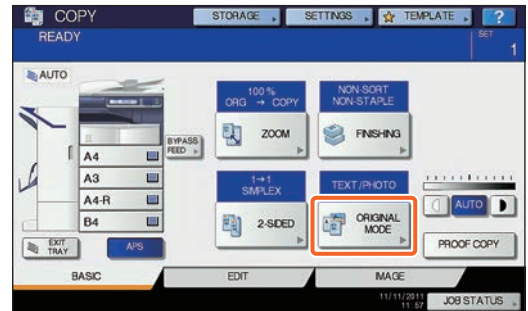 COPY
STORAGE
SETTINGS
TEMPLATE
?
READY
SET
1
AUTO
100 %
ORG → COPY
NON-SORT
NON-STAPLE
ZOOM
FINISHING
BYPASS
FEED
A4
A3
A4-R
B4
1→1
SIMPLEX
TEXT/PHOTO
2-SIDED
ORIGINAL
MODE
AUTO
EXIT
TRAY
APS
PROOF COPY
BASIC
EDIT
IMAGE
11/11/2011
11:57
JOB STATUS